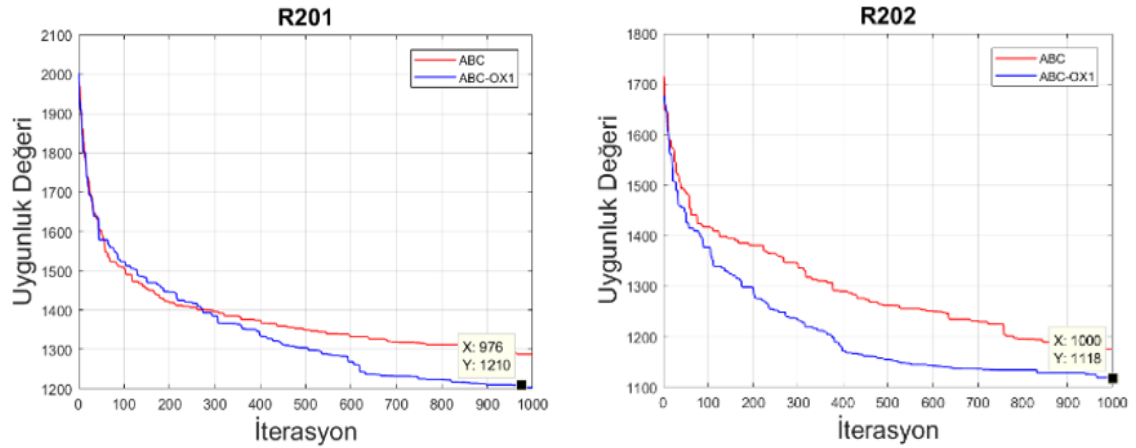 R201
2100
2000
1900
1800
1700
1600
1500
1400
1300
1200
Uygunluk Değeri
ABC
ABC-OX1
X: 976
Y: 1210
0 100 200 300 400 500 600 700 800 900 1000
İterasyon
R202
1800
1700
1600
1500
1400
1300
1200
1100
Uygunluk Değeri
ABC
ABC-OX1
X: 1000
Y: 1118
0 100 200 300 400 500 600 700 800 900 1000
İterasyon